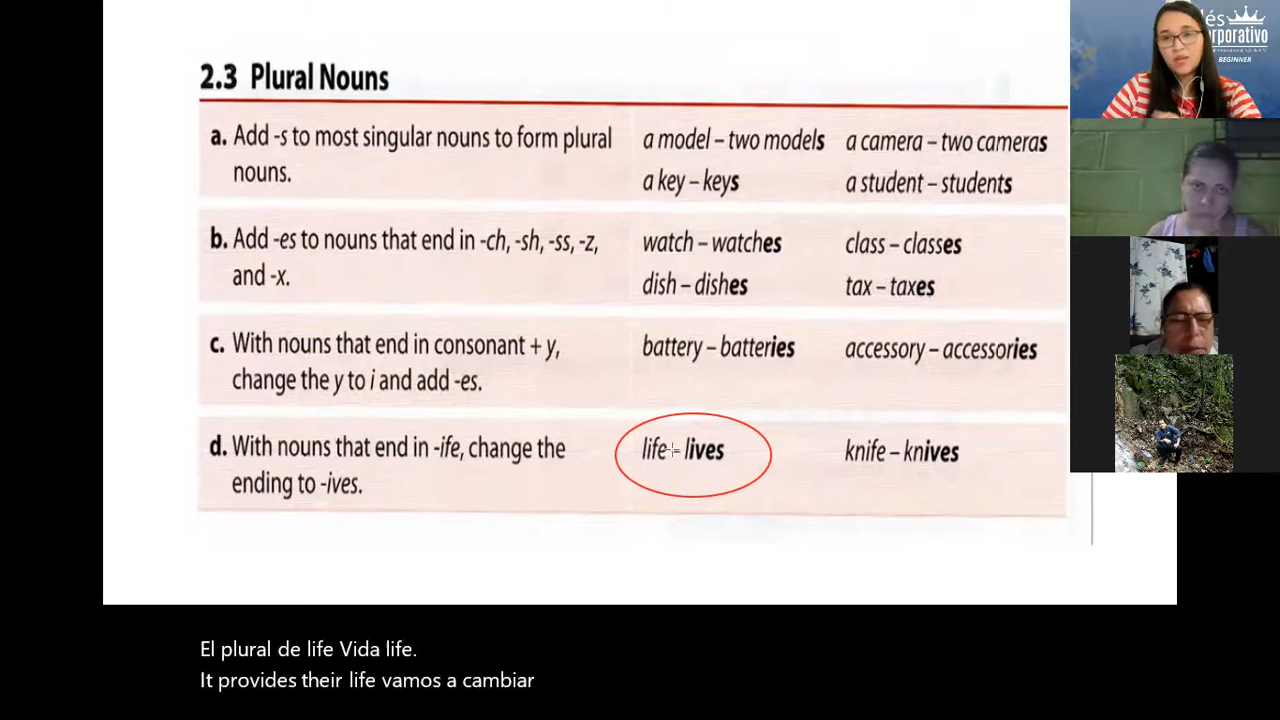 2.3 Plural Nouns
a. Add -s to most singular nouns to form plural
nouns.
a model – two models
a camera – two cameras
a key – keys
a student – students
b. Add -es to nouns that end in -ch, -sh, -ss, -z,
and -x.
watch – watches
class – classes
dish – dishes
tax – taxes
c. With nouns that end in consonant + y,
change the y to i and add -es.
battery – batteries
accessory – accessories
d. With nouns that end in -ife, change the
ending to -ives.
life – lives
knife – knives
El plural de life Vida life.
It provides their life vamos a cambiar
BEGINNER